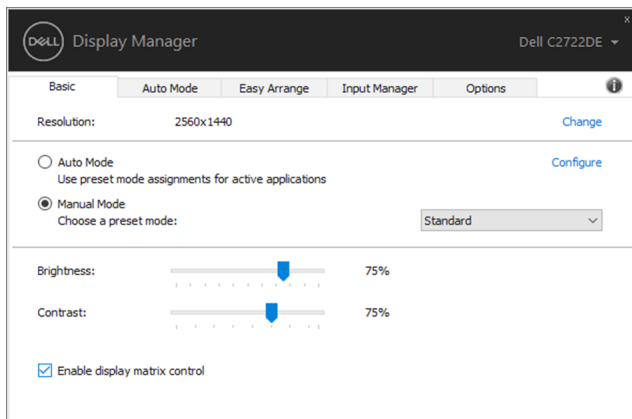 DELL Display Manager Dell C2722DE
x
Basic Auto Mode Easy Arrange Input Manager Options i
Resolution: 2560x1440 Change
Auto Mode Configure
Use preset mode assignments for active applications
Manual Mode
Choose a preset mode: Standard
Brightness: 75%
Contrast: 75%
Enable display matrix control